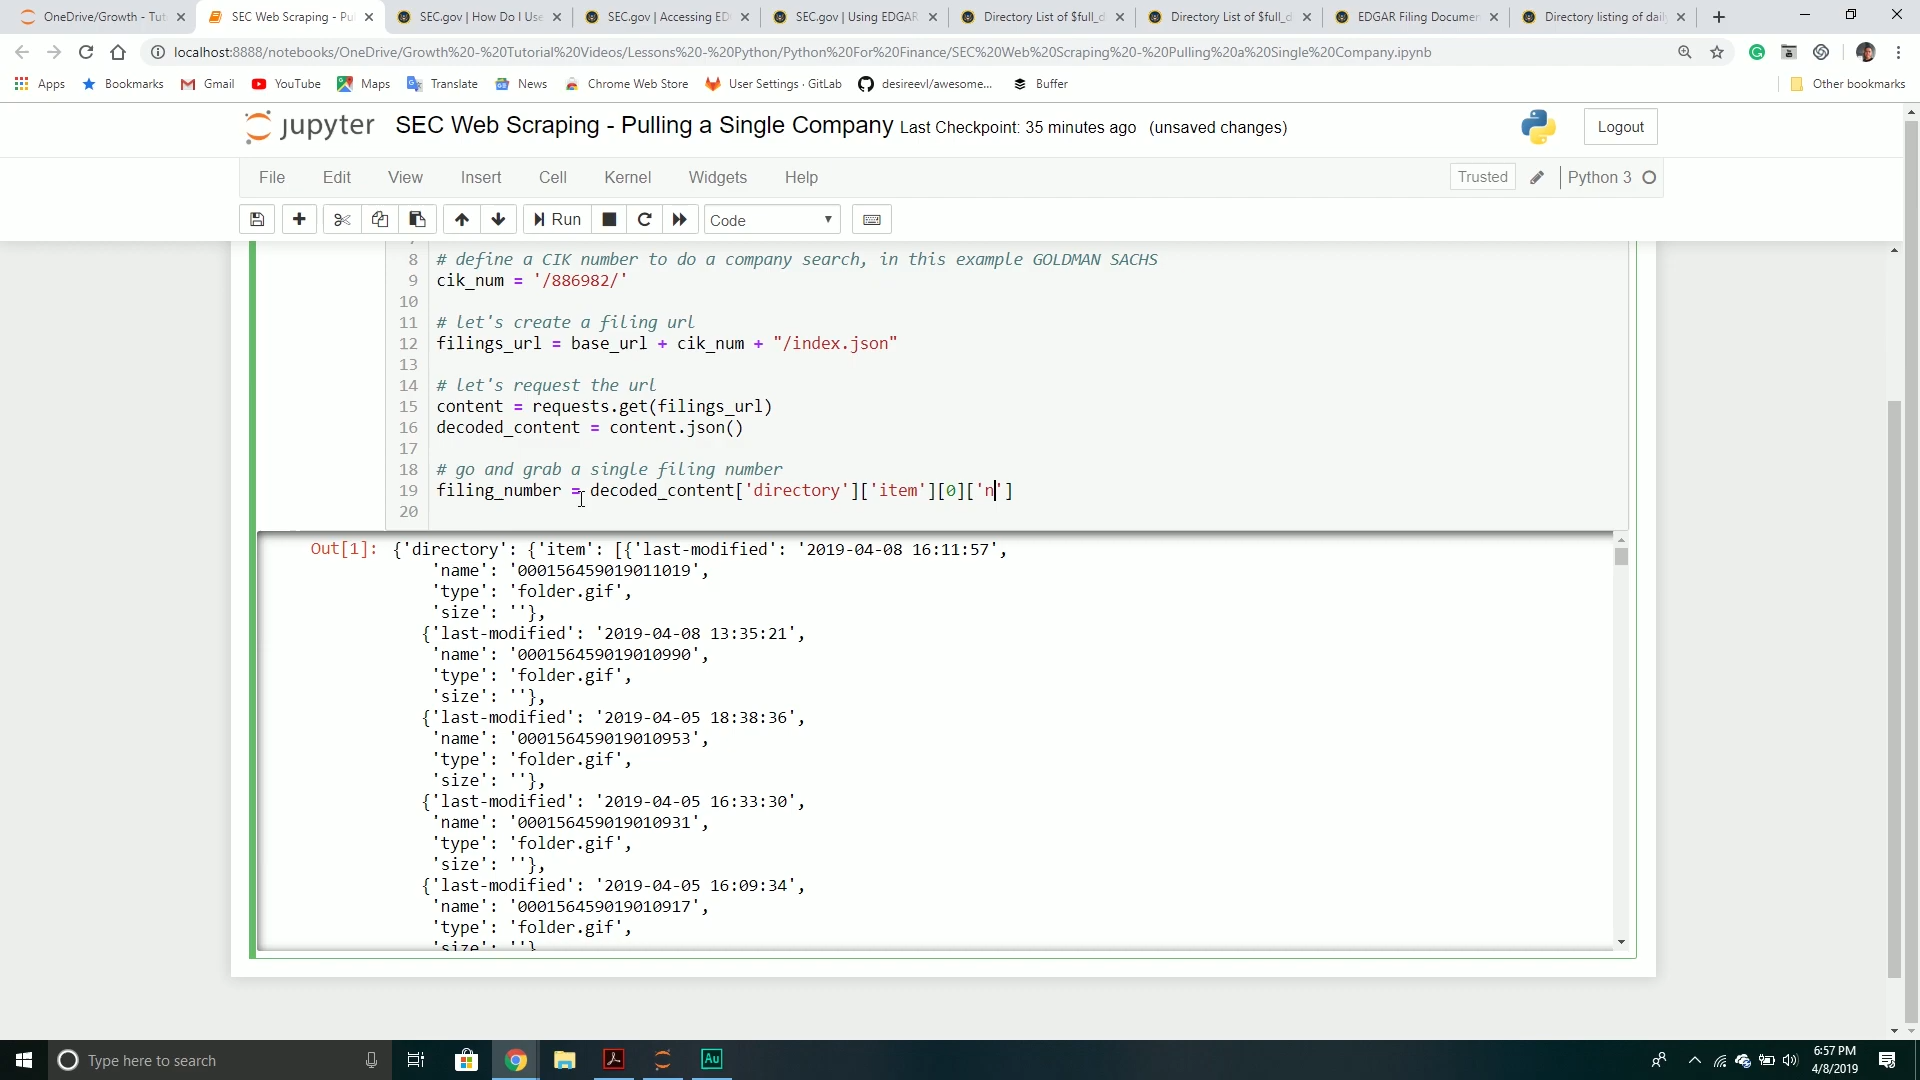 OneDrive/Growth - Tut
SEC Web Scraping - Pu
SEC.gov | How Do I Use
SEC.gov | Accessing ED
SEC.gov | Using EDGAR
Directory List of $full_d
Directory List of $full_d
EDGAR Filing Documen
Directory listing of daily
localhost:8888/notebooks/OneDrive/Growth%20-%20Tutorial%20Videos/Lessons%20-%20Python/Python%20For%20Finance/SEC%20Web%20Scraping%20-%20Pulling%20a%20Single%20Company.ipynb
Apps Bookmarks Gmail YouTube Maps Translate News Chrome Web Store User Settings · GitLab desireevl/awesome... Buffer Other bookmarks
jupyter SEC Web Scraping - Pulling a Single Company Last Checkpoint: 35 minutes ago (unsaved changes) Logout
File Edit View Insert Cell Kernel Widgets Help Trusted Python 3
Run Code
8 # define a CIK number to do a company search, in this example GOLDMAN SACHS
9 cik_num = '/886982/'
10
11 # let's create a filing url
12 filings_url = base_url + cik_num + "/index.json"
13
14 # let's request the url
15 content = requests.get(filings_url)
16 decoded_content = content.json()
17
18 # go and grab a single filing number
19 filing_number = decoded_content['directory']['item'][0]['n']
20
Out[1]: {'directory': {'item': [{'last-modified': '2019-04-08 16:11:57',
'name': '000156459019011019',
'type': 'folder.gif',
'size': ''},
{'last-modified': '2019-04-08 13:35:21',
'name': '000156459019010990',
'type': 'folder.gif',
'size': ''},
{'last-modified': '2019-04-05 18:38:36',
'name': '000156459019010953',
'type': 'folder.gif',
'size': ''},
{'last-modified': '2019-04-05 16:33:30',
'name': '000156459019010931',
'type': 'folder.gif',
'size': ''},
{'last-modified': '2019-04-05 16:09:34',
'name': '000156459019010917',
'type': 'folder.gif',
'size': ''}
Type here to search
Au
6:57 PM
4/8/2019